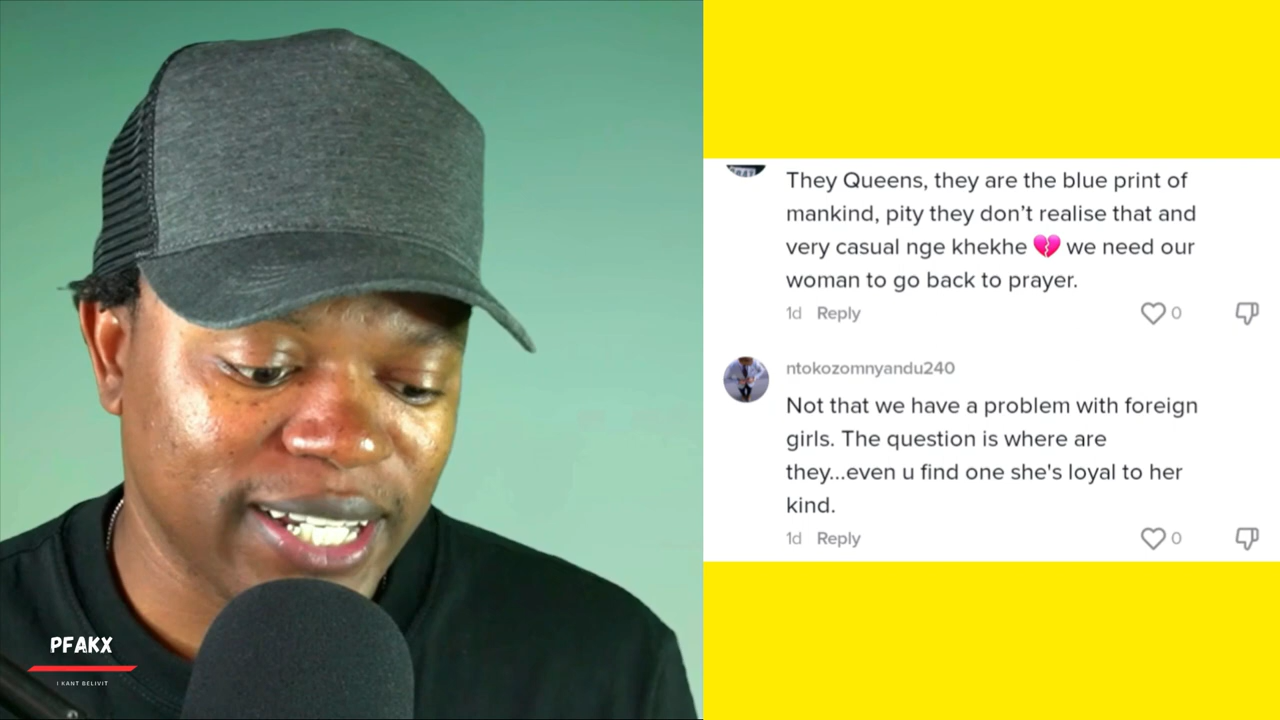 They Queens, they are the blue print of
mankind, pity they don’t realise that and
very casual nge khekhe 💔 we need our
woman to go back to prayer.
1d Reply 0
ntokozomnyandu240
Not that we have a problem with foreign
girls. The question is where are
they...even u find one she's loyal to her
kind.
1d Reply 0
PFAKX
I KANT BELIVIT